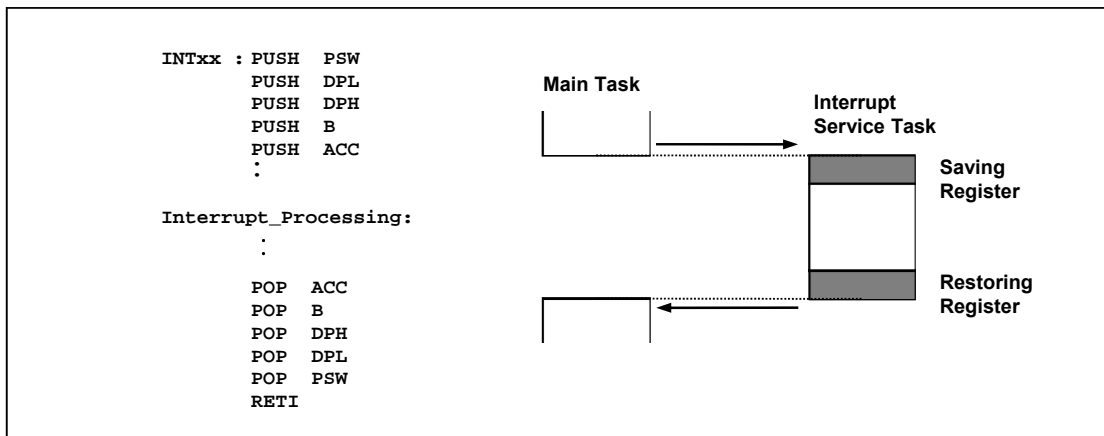 INTxx : PUSH PSW
PUSH DPL
PUSH DPH
PUSH B
PUSH ACC
:
Interrupt_Processing:
:
POP ACC
POP B
POP DPH
POP DPL
POP PSW
RETI
Main Task
Interrupt
Service Task
Saving
Register
Restoring
Register